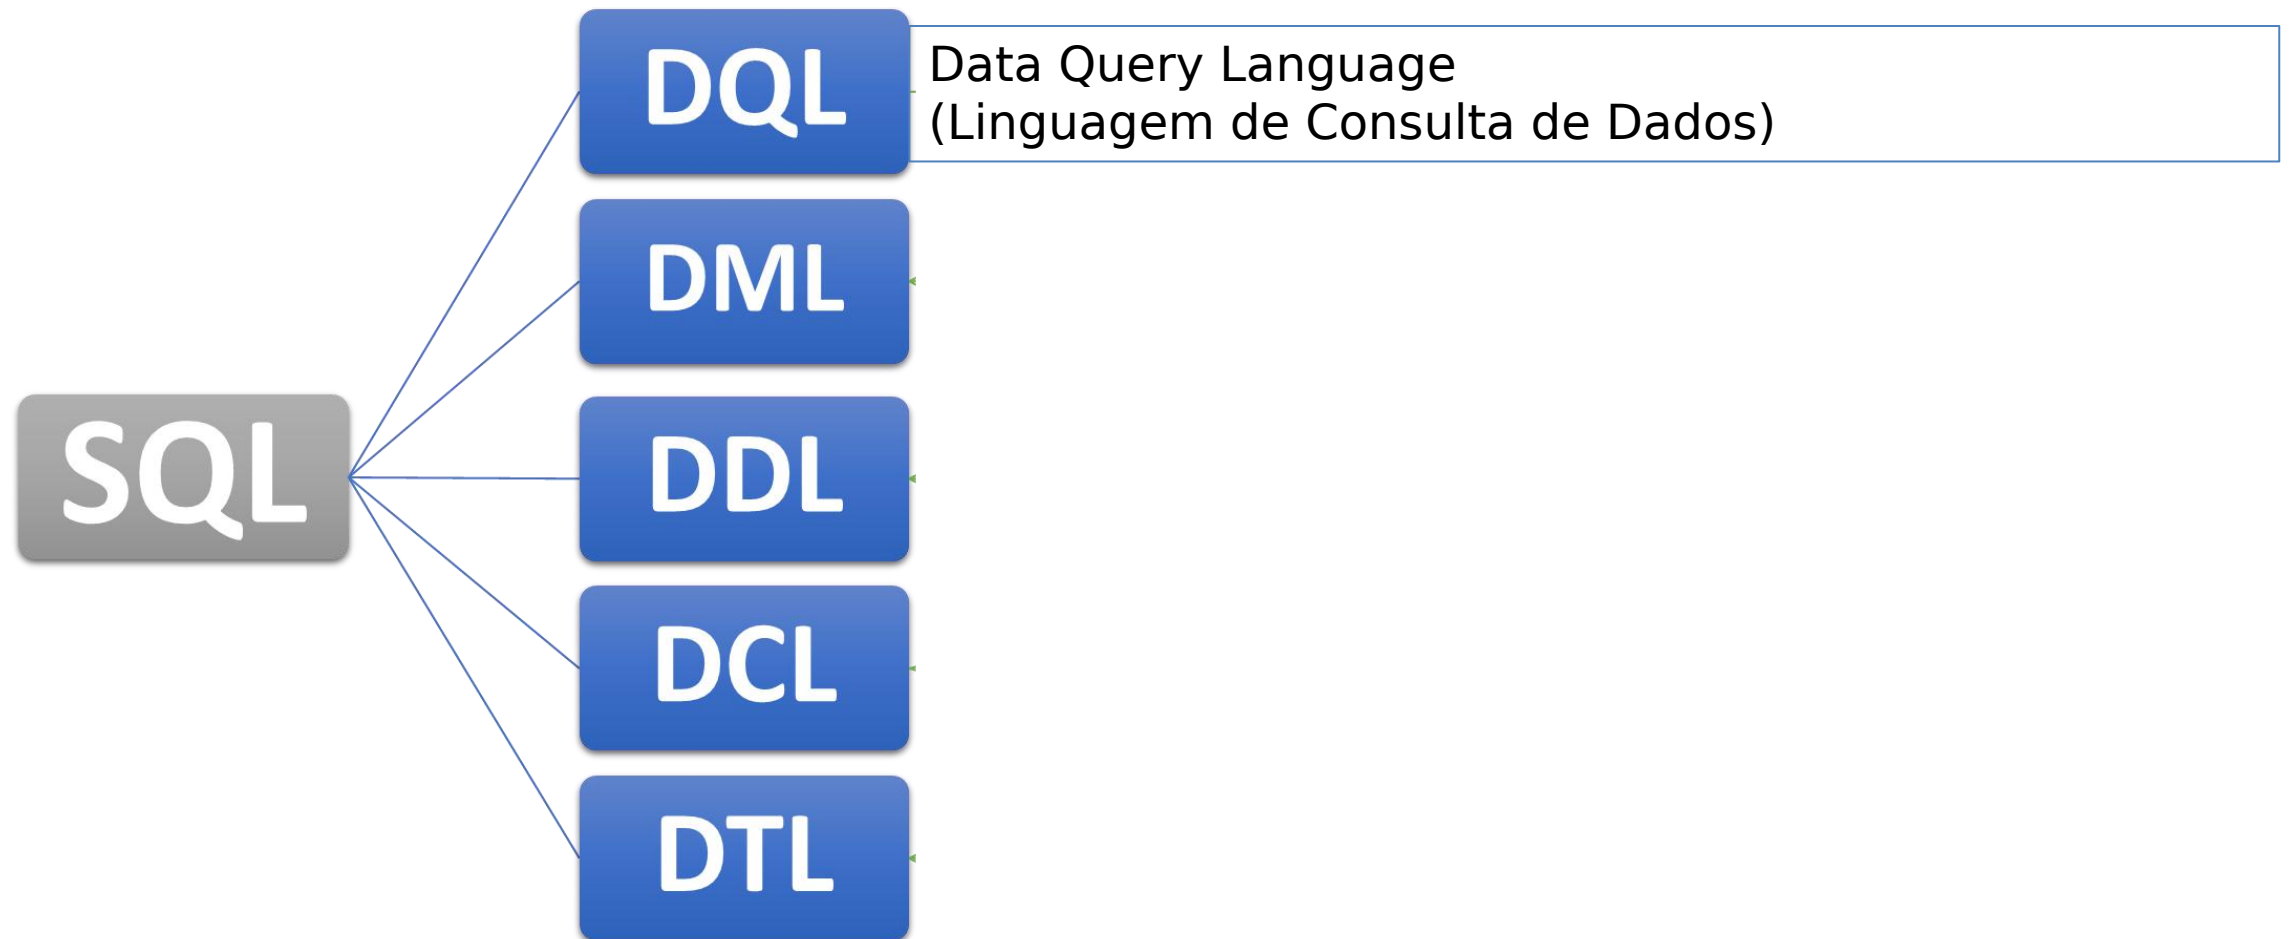 DQL
Data Query Language
(Linguagem de Consulta de Dados)
DML
SQL
DDL
DCL
DTL